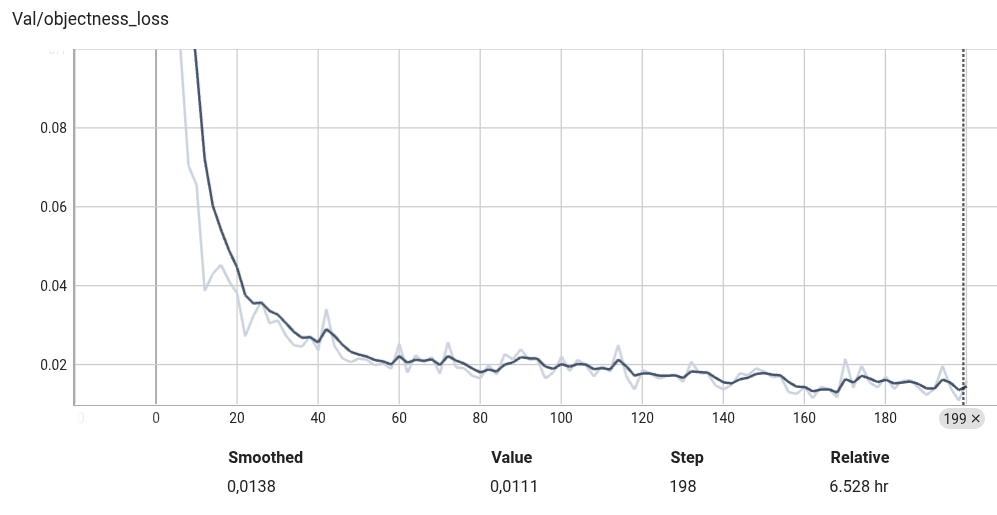 Val/objectness_loss
0.08
0.06
0.04
0.02
0 20 40 60 80 100 120 140 160 180 199 ✕
Smoothed Value Step Relative
0,0138 0,0111 198 6.528 hr